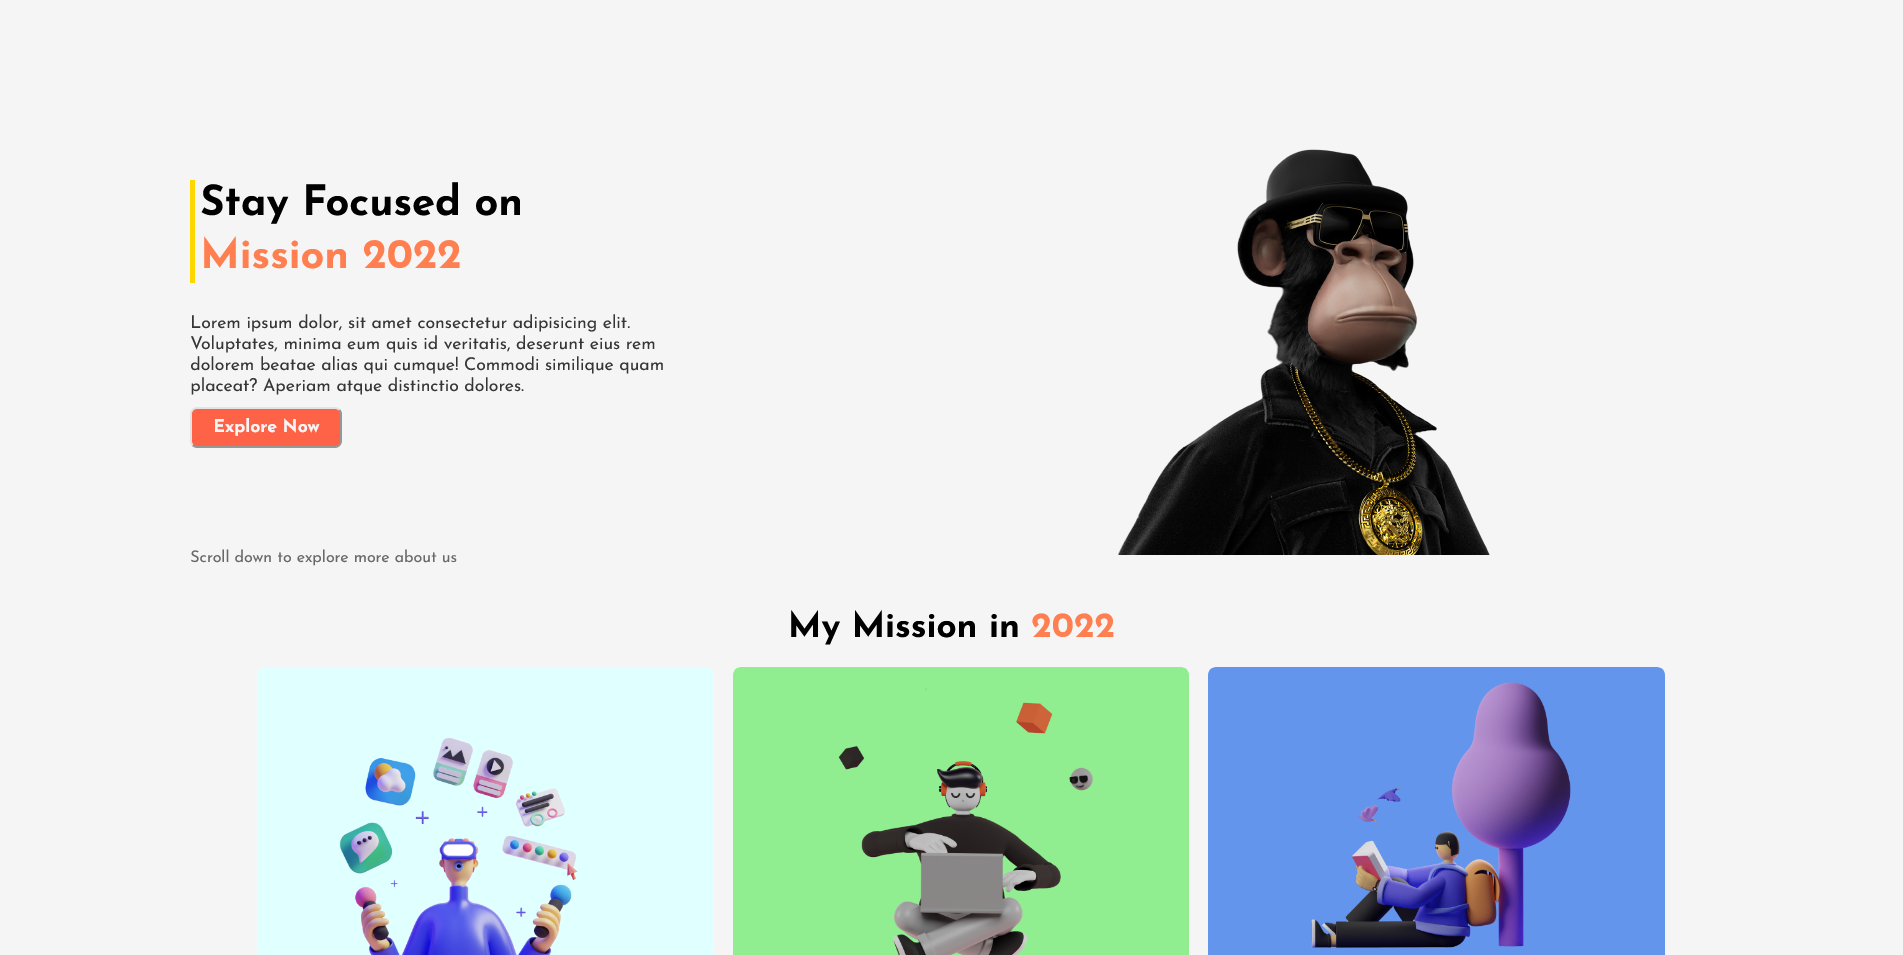 Stay Focused on
Mission 2022
Lorem ipsum dolor, sit amet consectetur adipisicing elit.
Voluptates, minima eum quis id veritatis, deserunt eius rem
dolorem beatae alias qui cumque! Commodi similique quam
placeat? Aperiam atque distinctio dolores.
Explore Now
Scroll down to explore more about us
My Mission in 2022